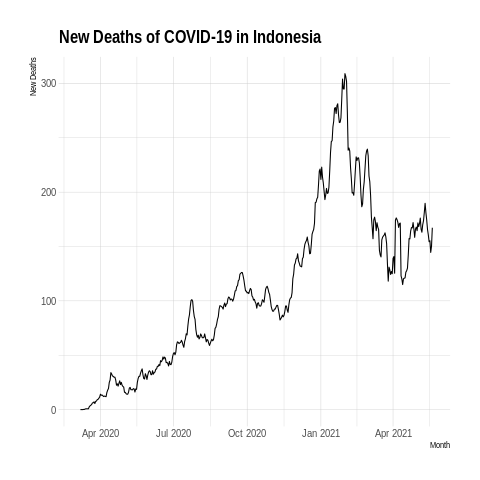 New Deaths of COVID-19 in Indonesia
New Deaths
300
200
100
0
Apr 2020 Jul 2020 Oct 2020 Jan 2021 Apr 2021
Month